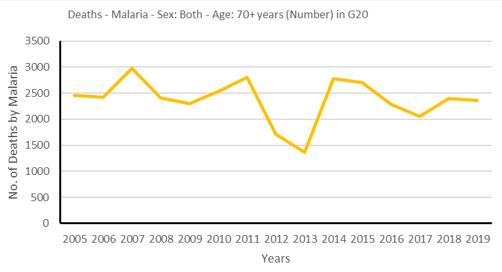 Deaths - Malaria - Sex: Both - Age: 70+ years (Number) in G20
3500
3000
2500
2000
1500
1000
500
0
No. of Deaths by Malaria
2005 2006 2007 2008 2009 2010 2011 2012 2013 2014 2015 2016 2017 2018 2019
Years